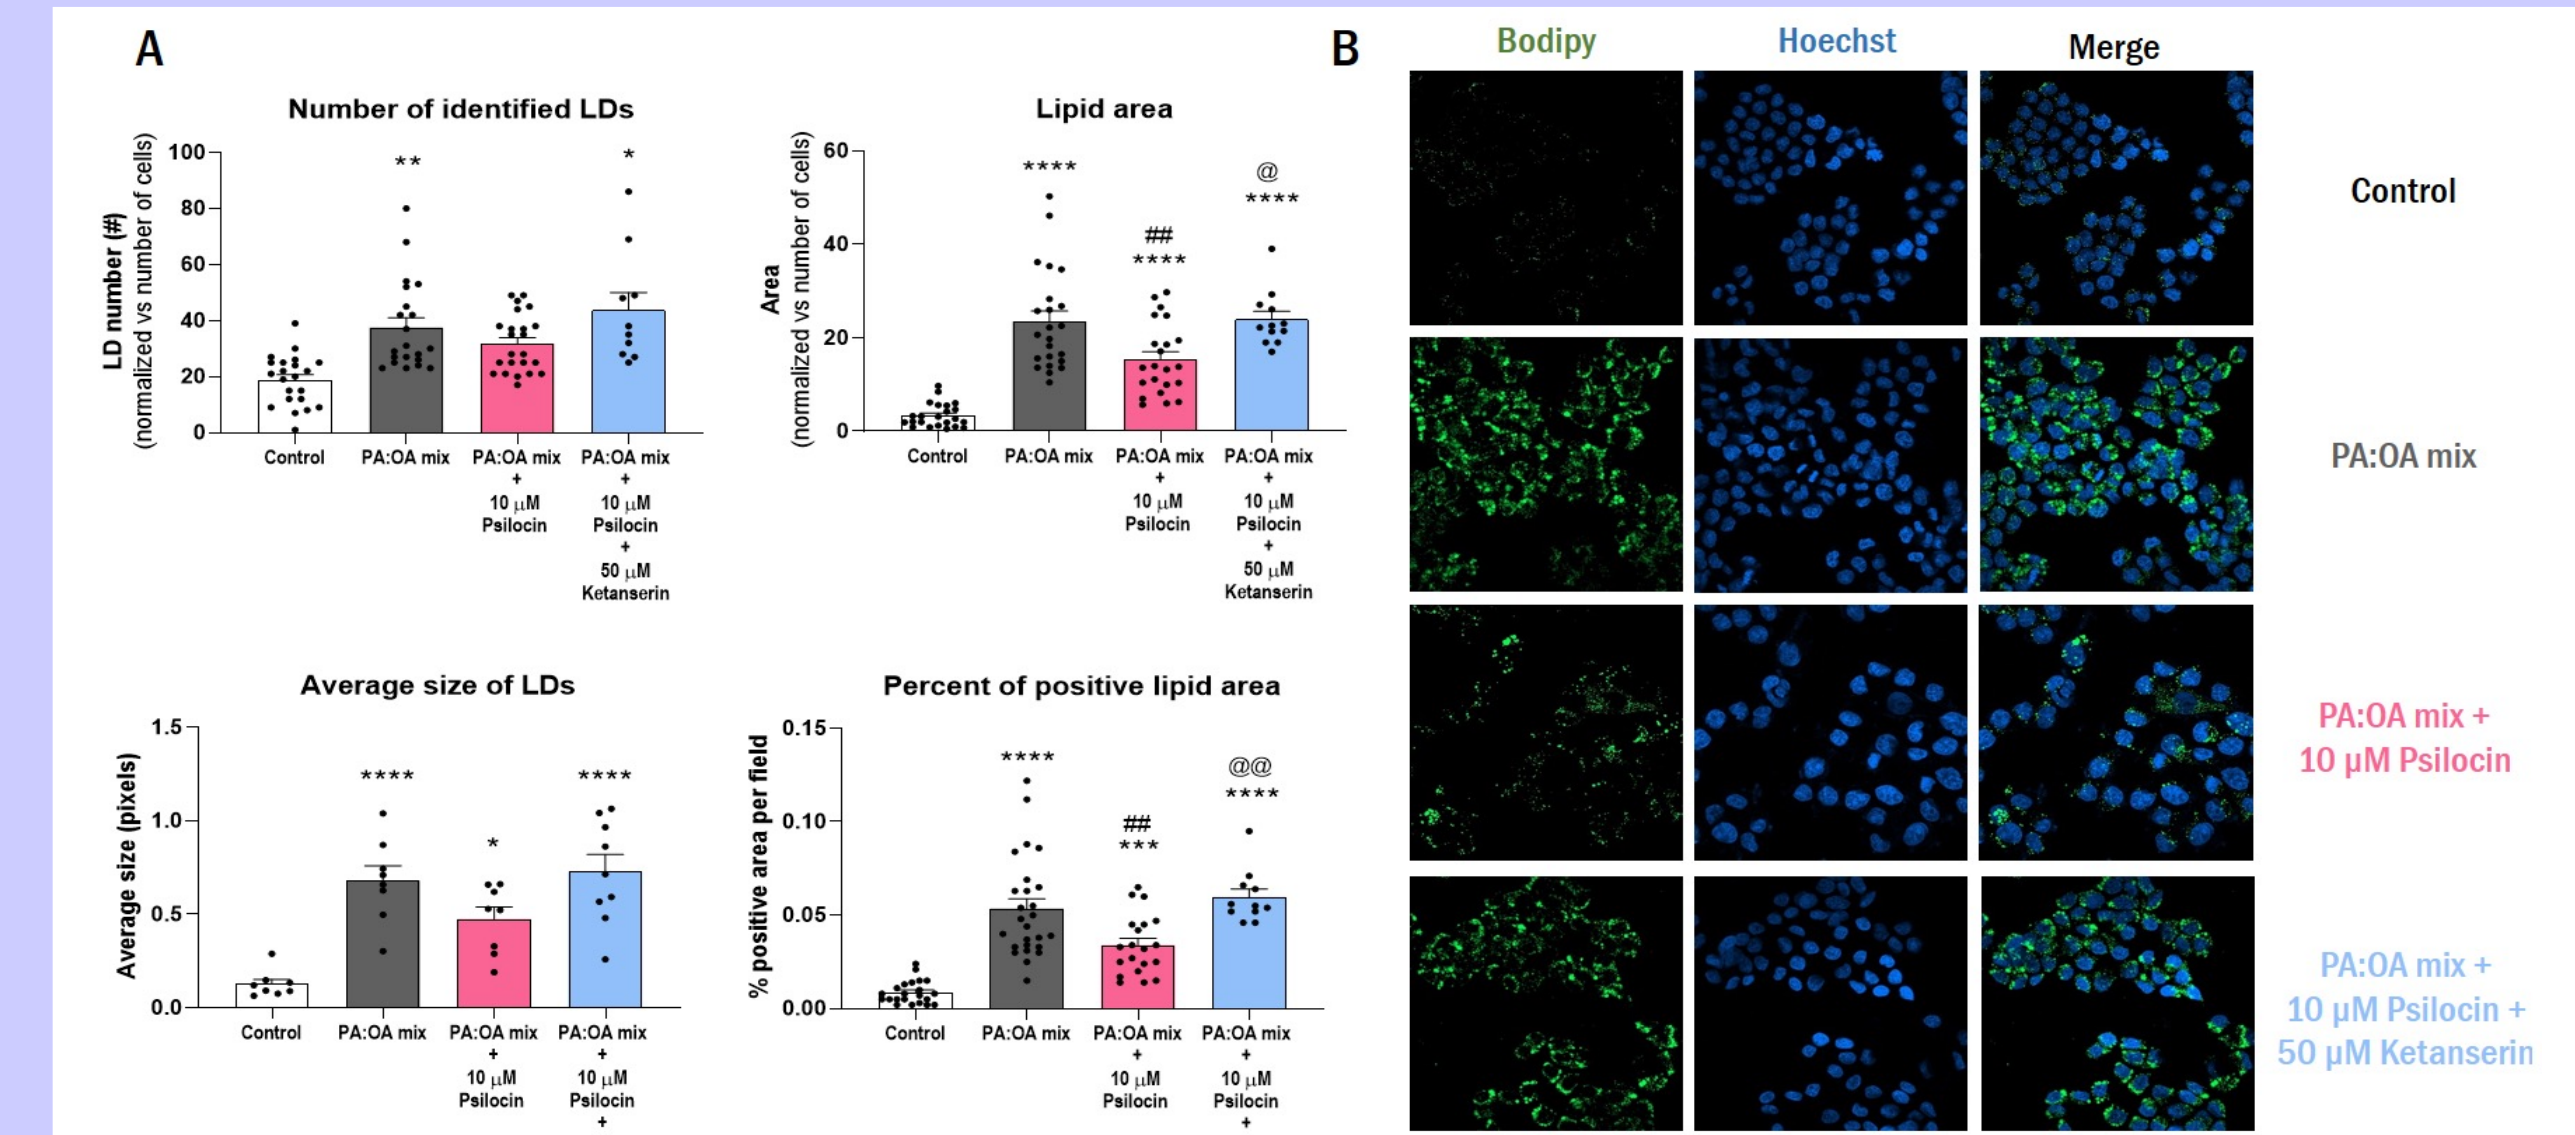 A
Number of identified LDs
LD number (#)
(normalized vs number of cells)
100
80
60
40
20
0
**
*
Control
PA:OA mix
PA:OA mix
+
10 µM
Psilocin
PA:OA mix
+
10 µM
Psilocin
+
50 µM
Ketanserin
Lipid area
Area
(normalized vs number of cells)
60
40
20
0
****
##
****
@
****
Control
PA:OA mix
PA:OA mix
+
10 µM
Psilocin
PA:OA mix
+
10 µM
Psilocin
+
50 µM
Ketanserin
Average size of LDs
Average size (pixels)
1.5
1.0
0.5
0.0
****
*
****
Control
PA:OA mix
PA:OA mix
+
10 µM
Psilocin
PA:OA mix
+
10 µM
Psilocin
+
Percent of positive lipid area
% positive area per field
0.15
0.10
0.05
0.00
****
##
***
@@
****
Control
PA:OA mix
PA:OA mix
+
10 µM
Psilocin
PA:OA mix
+
10 µM
Psilocin
+
B
Bodipy
Hoechst
Merge
Control
PA:OA mix
PA:OA mix +
10 µM Psilocin
PA:OA mix +
10 µM Psilocin +
50 µM Ketanserin